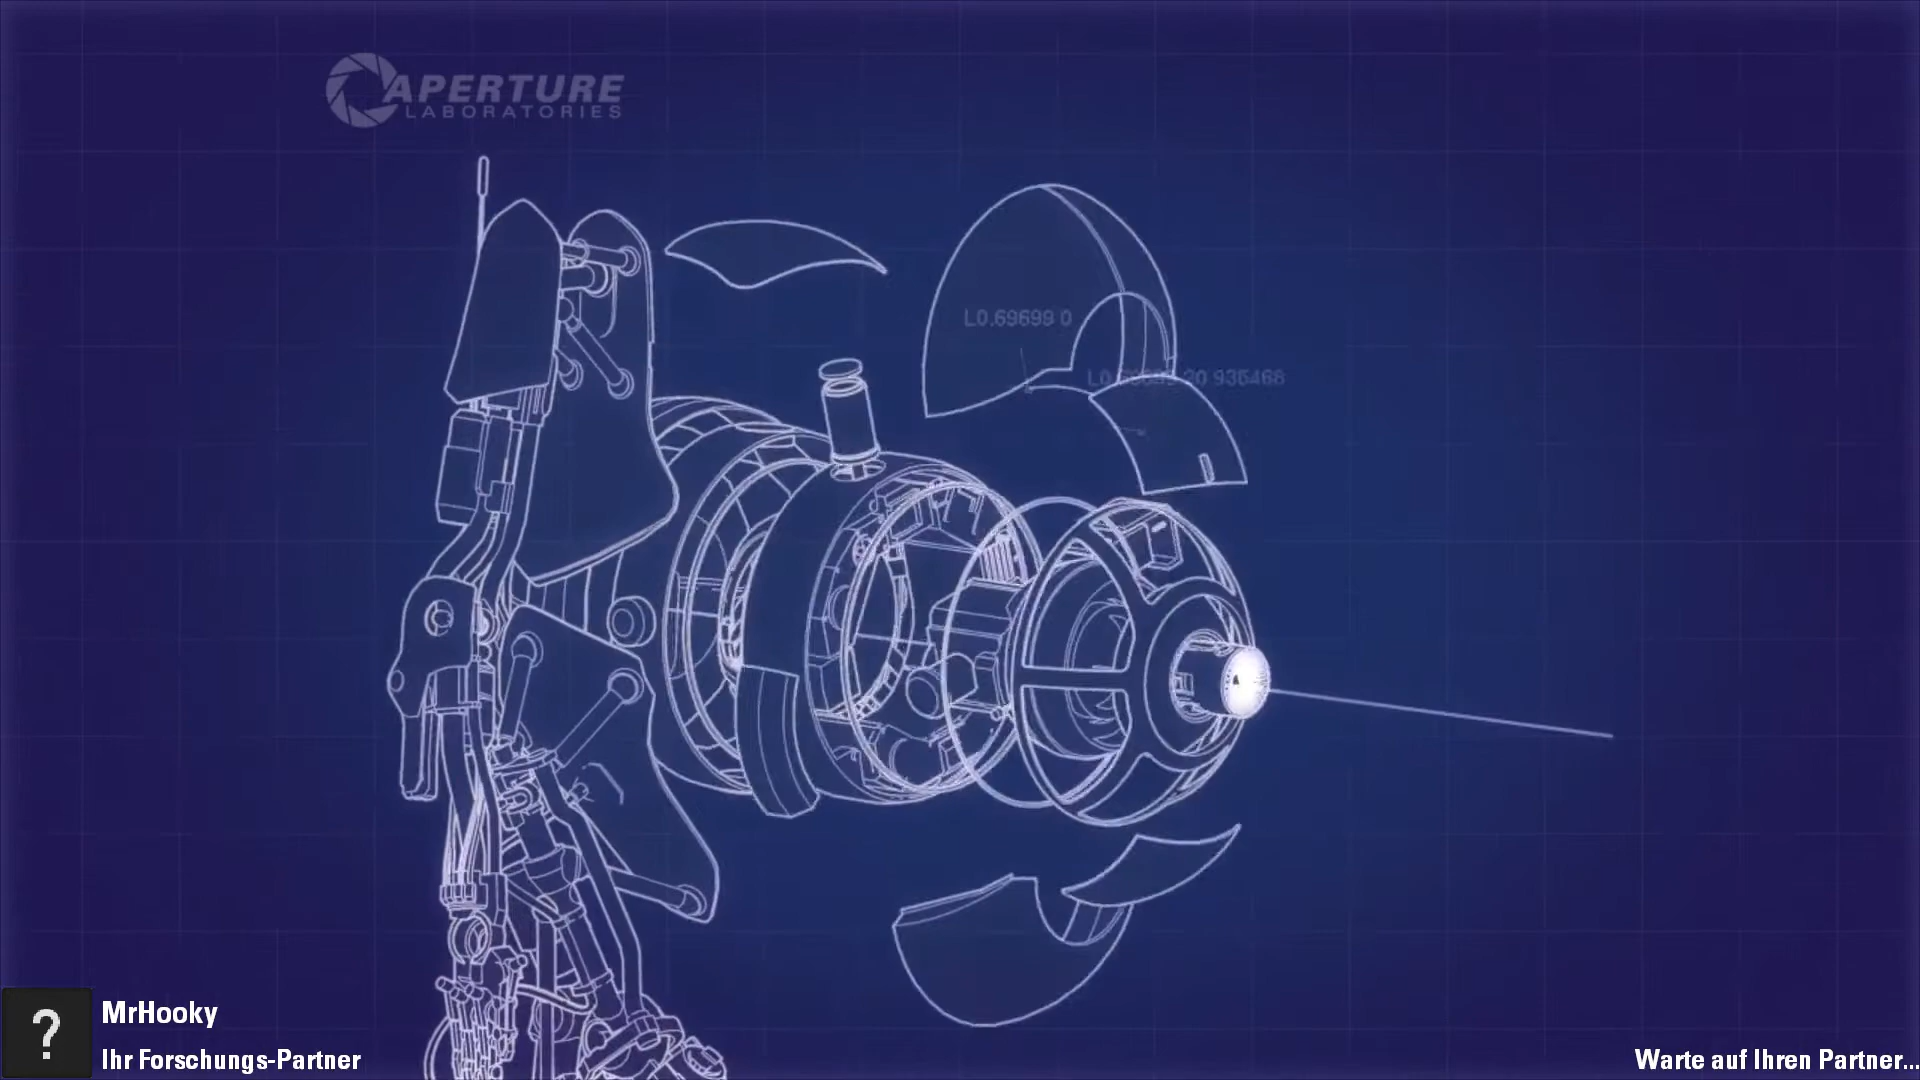 APERTURE
LABORATORIES
L0.69699 0
MrHooky
Ihr Forschungs-Partner
Warte auf Ihren Partner...